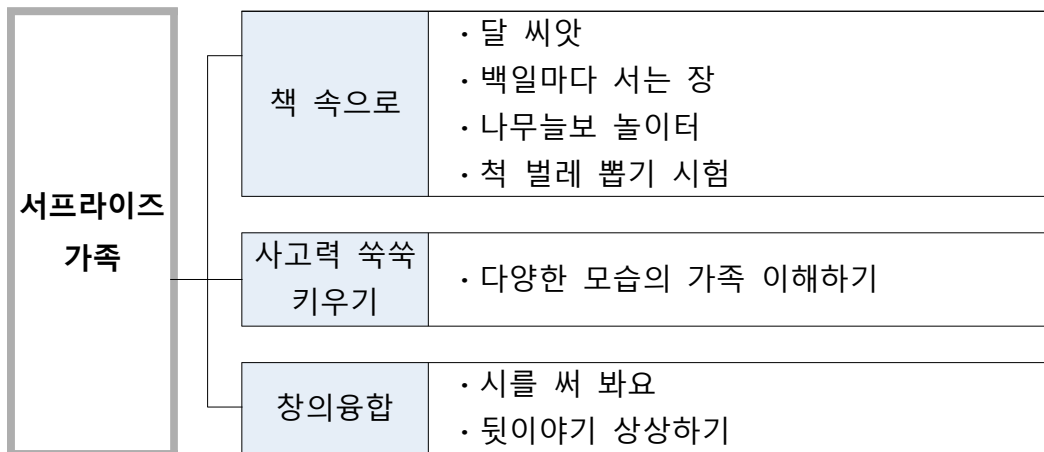 서프라이즈
가족
책 속으로
· 달 씨앗
· 백일마다 서는 장
· 나무늘보 놀이터
· 척 벌레 뽑기 시험
사고력 쑥쑥
키우기
· 다양한 모습의 가족 이해하기
창의융합
· 시를 써 봐요
· 뒷이야기 상상하기